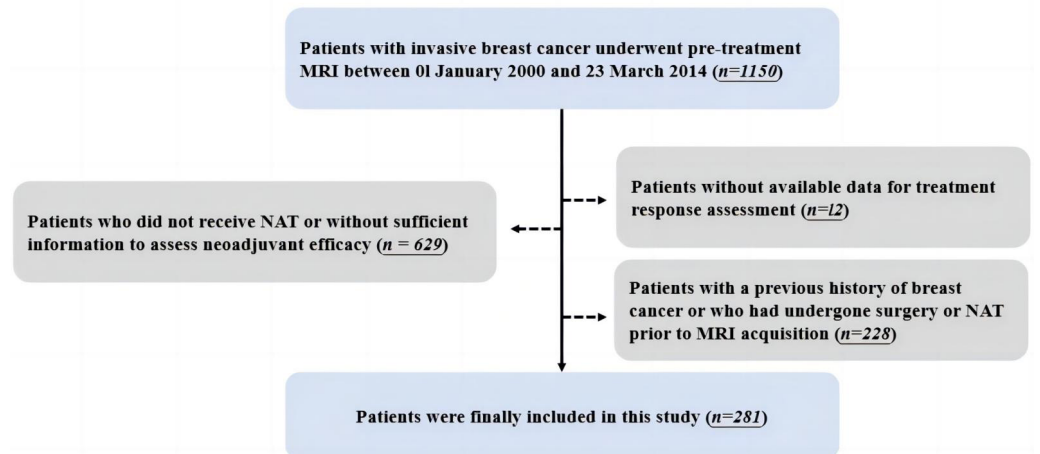 Patients with invasive breast cancer underwent pre-treatment
MRI between 0l January 2000 and 23 March 2014 (n=1150)
Patients without available data for treatment
response assessment (n=l2)
Patients who did not receive NAT or without sufficient
information to assess neoadjuvant efficacy (n = 629)
Patients with a previous history of breast
cancer or who had undergone surgery or NAT
prior to MRI acquisition (n=228)
Patients were finally included in this study (n=281)